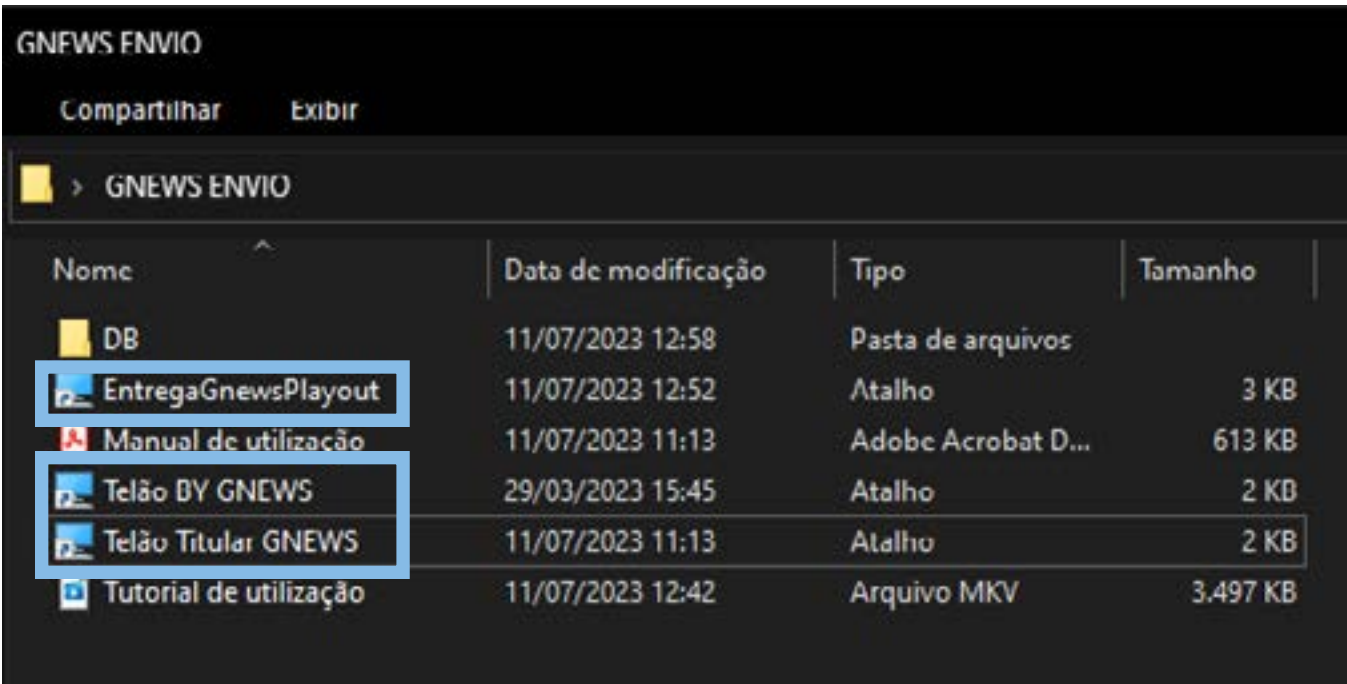 GNEWS ENVIO
Compartilhar Exibir
GNEWS ENVIO
Nome Data de modificação Tipo Tamanho
DB 11/07/2023 12:58 Pasta de arquivos
EntregaGnewsPlayout 11/07/2023 12:52 Atalho 3 KB
Manual de utilização 11/07/2023 11:13 Adobe Acrobat D... 613 KB
Telão BY GNEWS 29/03/2023 15:45 Atalho 2 KB
Telão Titular GNEWS 11/07/2023 11:13 Atalho 2 KB
Tutorial de utilização 11/07/2023 12:42 Arquivo MKV 3.497 KB